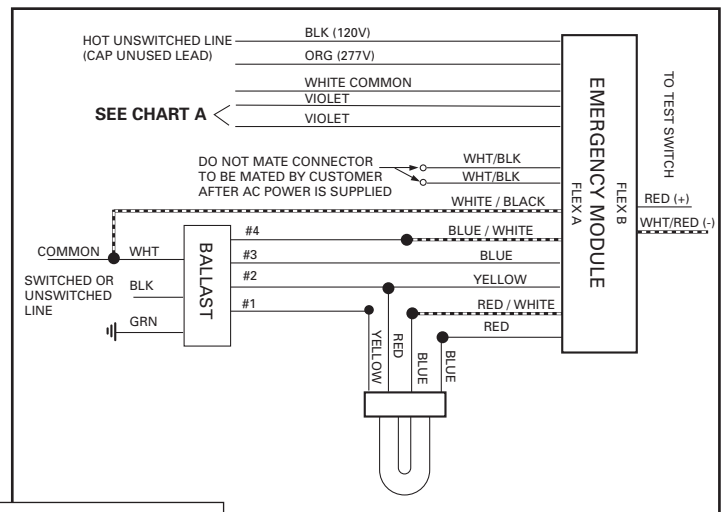 HOT UNSWITCHED LINE
(CAP UNUSED LEAD)
BLK (120V)
ORG (277V)
WHITE COMMON
VIOLET
VIOLET
SEE CHART A
DO NOT MATE CONNECTOR
TO BE MATED BY CUSTOMER
AFTER AC POWER IS SUPPLIED
WHT/BLK
WHT/BLK
WHITE / BLACK
BLUE / WHITE
BLUE
YELLOW
RED / WHITE
RED
EMERGENCY MODULE
FLEX A
FLEX B
TO TEST SWITCH
RED (+)
WHT/RED (-)
COMMON
WHT
SWITCHED OR
UNSWITCHED
LINE
BLK
GRN
BALLAST
#4
#3
#2
#1
YELLOW
RED
BLUE
BLUE